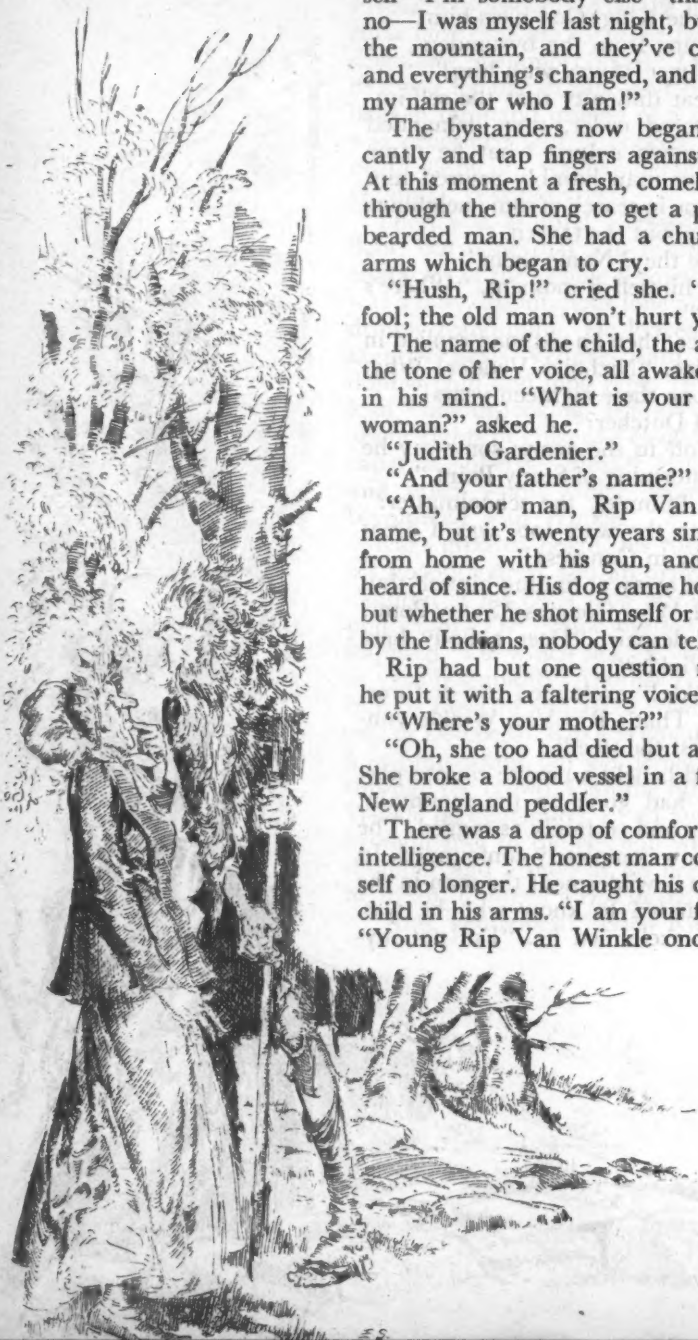 no—I was myself last night, b
the mountain, and they've c
and everything's changed, and
my name or who I am!”
The bystanders now began
cantly and tap fingers against
At this moment a fresh, comel
through the throng to get a p
bearded man. She had a chu
arms which began to cry.
“Hush, Rip!” cried she. “
fool; the old man won't hurt y
The name of the child, the a
the tone of her voice, all awake
in his mind. “What is your
woman?” asked he.
“Judith Gardenier.”
“And your father's name?”
“Ah, poor man, Rip Van
name, but it's twenty years sin
from home with his gun, and
heard of since. His dog came ho
but whether he shot himself or
by the Indians, nobody can te
Rip had but one question
he put it with a faltering voice
“Where's your mother?”
“Oh, she too had died but a
She broke a blood vessel in a f
New England peddler.”
There was a drop of comfor
intelligence. The honest man co
self no longer. He caught his
child in his arms. “I am your f
“Young Rip Van Winkle onc
E.S.